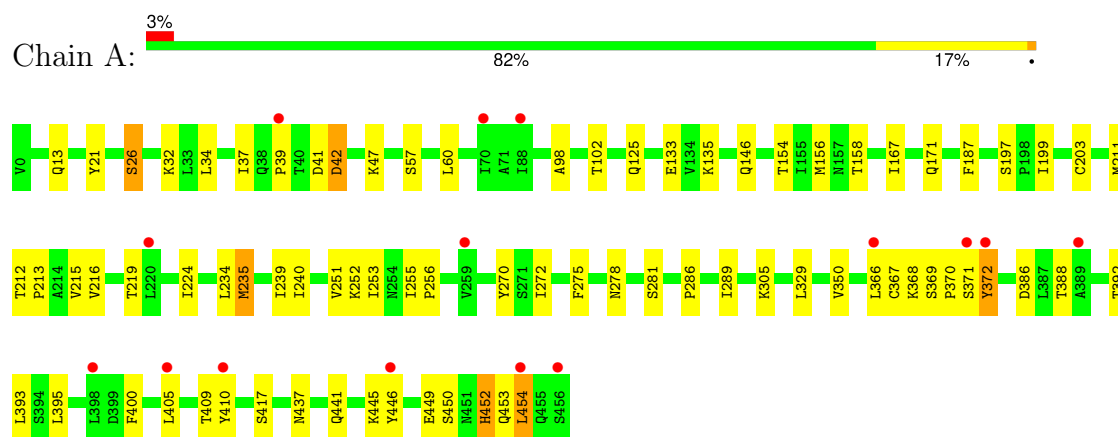 3%
Chain A:
82% 17% •
V0 Q13 Y21 S26 K32 L33 L34 I37 Q38 P39 T40 D41 D42 K47 S57 L60 I70 A71 I88 A98 T102 Q125 E133 V134 K135 Q146 T154 I155 M156 N157 T158 I167 Q171 F187 S197 P198 I199 C203
T212 P213 A214 V215 V216 T219 L220 I224 L234 M235 I239 I240 V251 K252 I253 N254 I255 P256 V259 Y270 S271 I272 F275 N278 S281 P286 I289 K305 L329 V350 L366 C367 K368 S369 P370 S371 Y372 D386 L387 T388 A389
L393 S394 L395 L398 D399 F400 L405 T409 Y410 S417 N437 Q441 K445 Y446 E449 S450 N451 H452 Q453 L454 Q455 S456